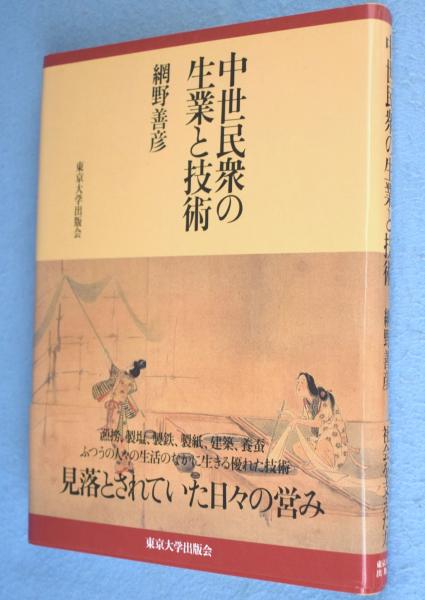 中世民衆の
生業と技術
網野善彦
東京大学出版会
漁撈、製塩、製鉄、製紙、建築、養蚕
ふつうの人々の生活のなかに生きる優れた技術
見落とされていた日々の営み
東京大学出版会
中世民衆の生業と技術
網野善彦